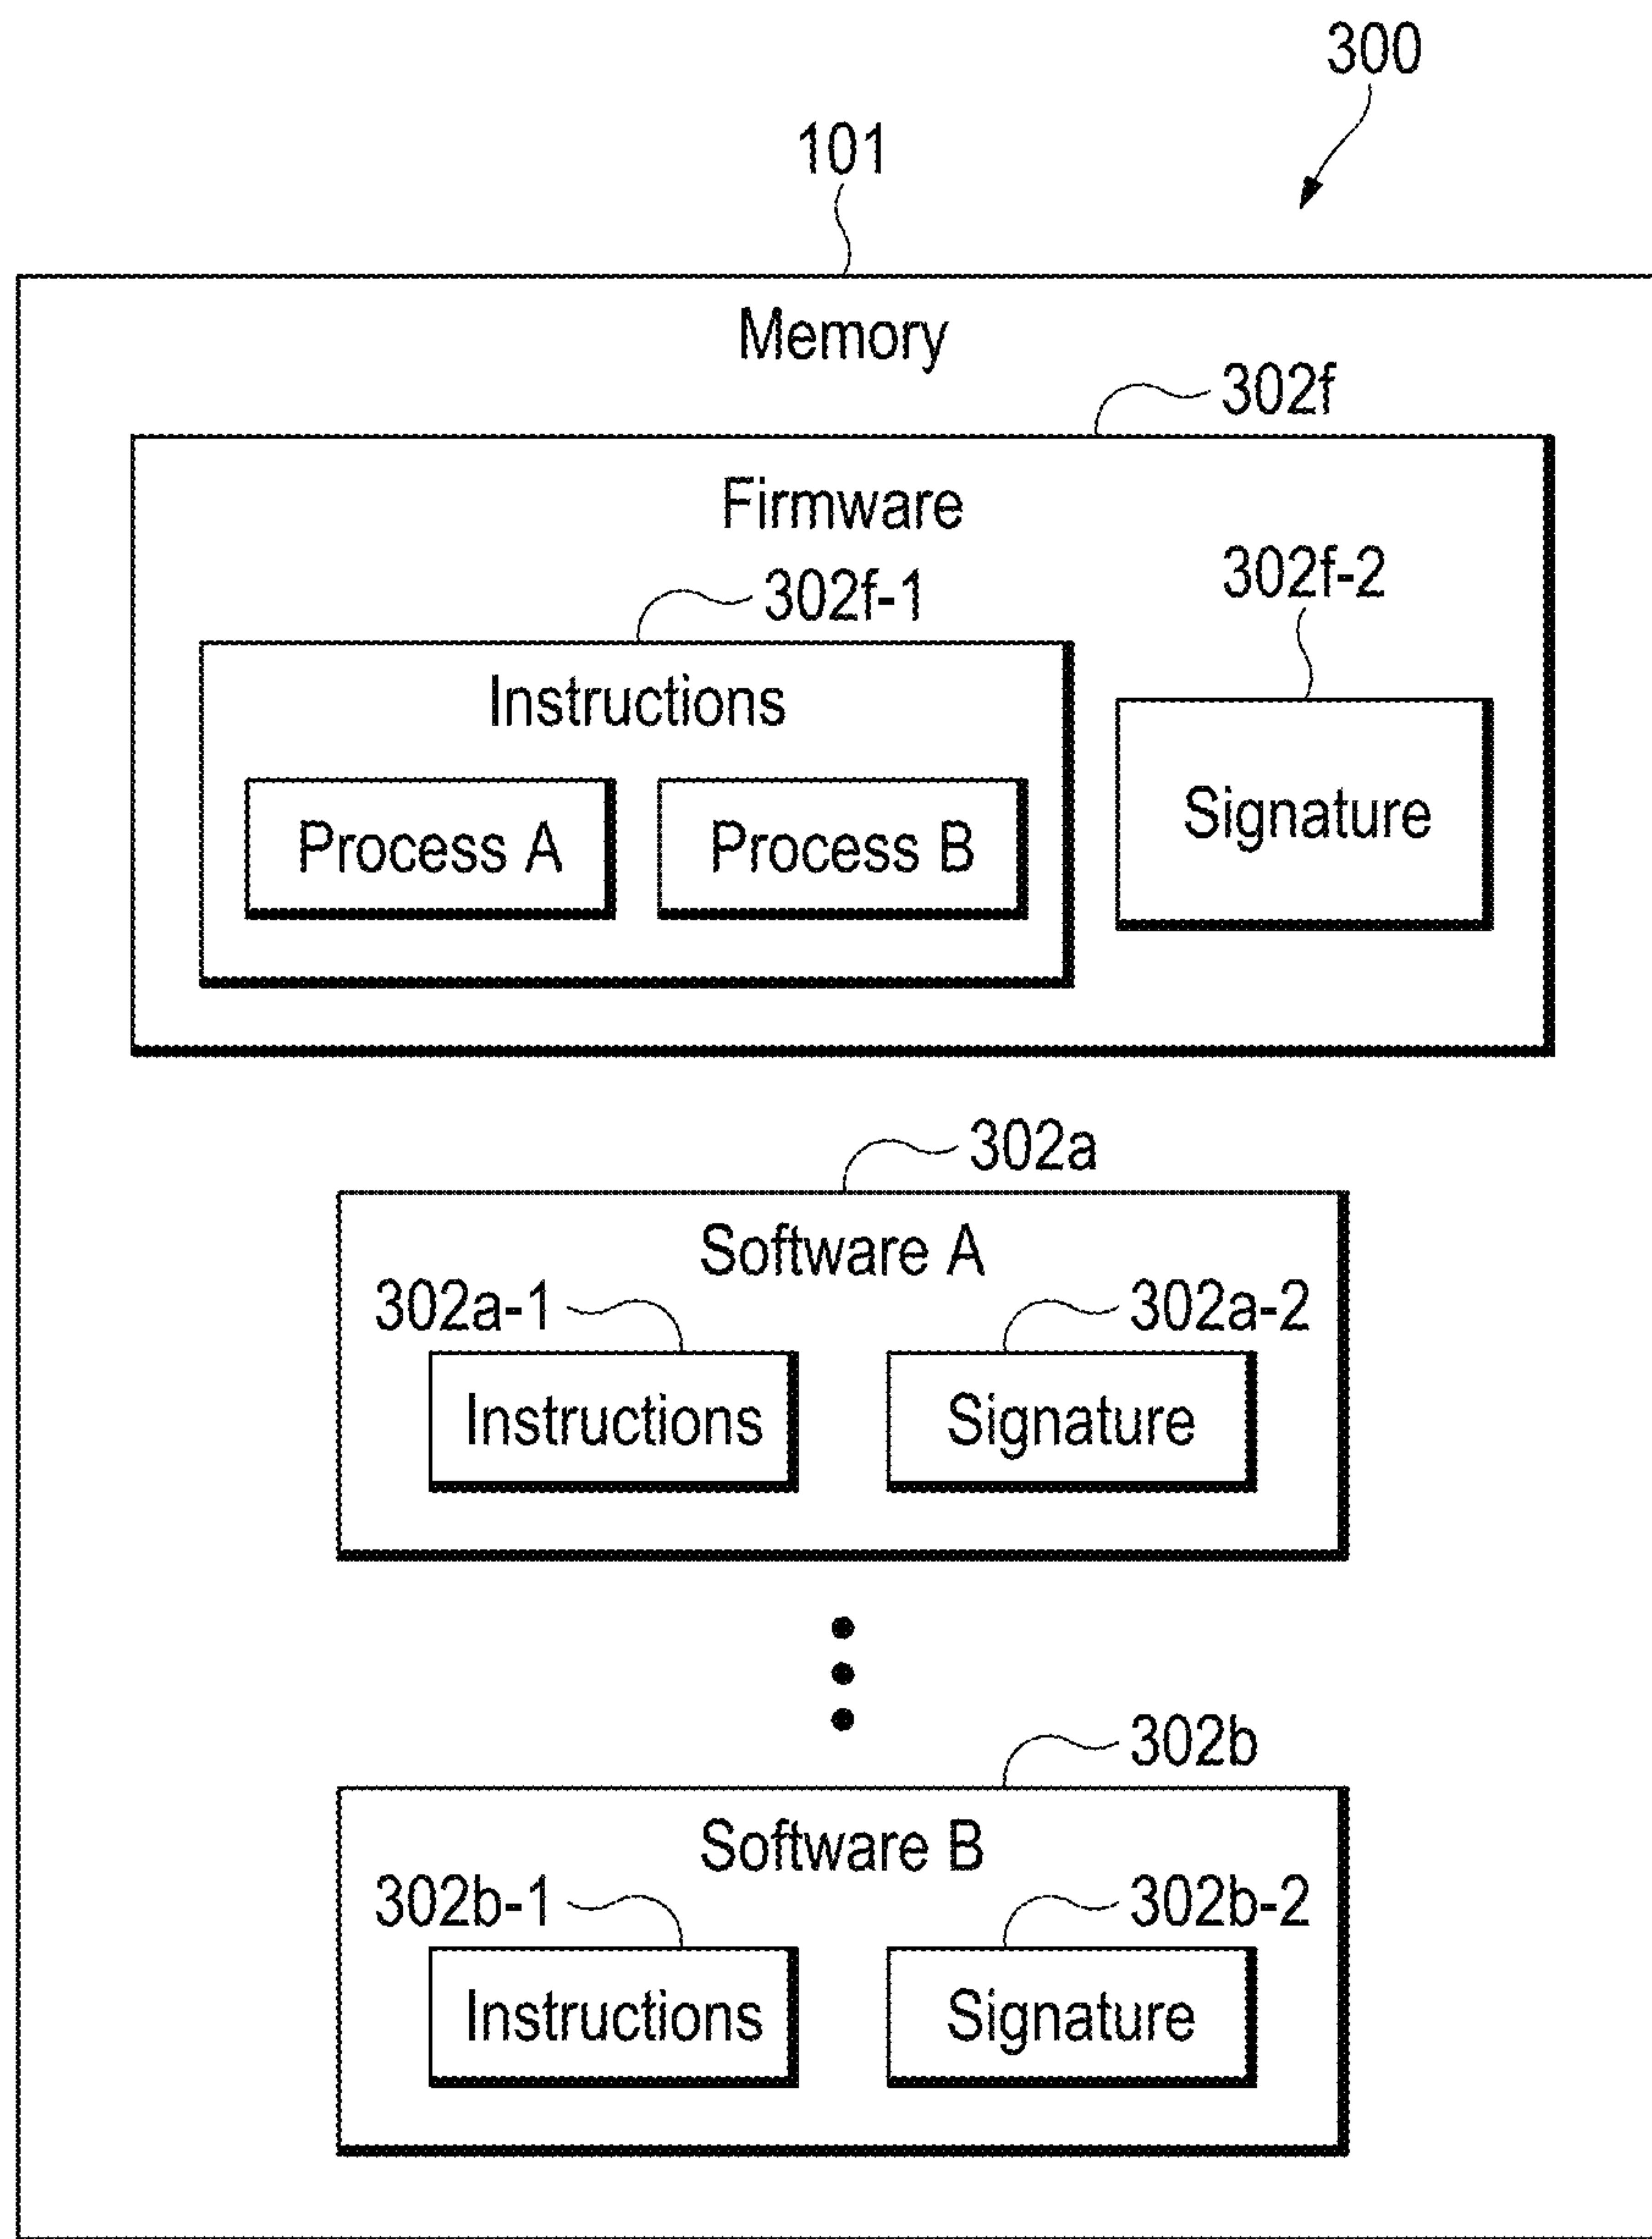 300
101
Memory
302f
Firmware
302f-1
302f-2
Instructions
Process A
Process B
Signature
302a
Software A
302a-1
302a-2
Instructions
Signature
302b
Software B
302b-1
302b-2
Instructions
Signature